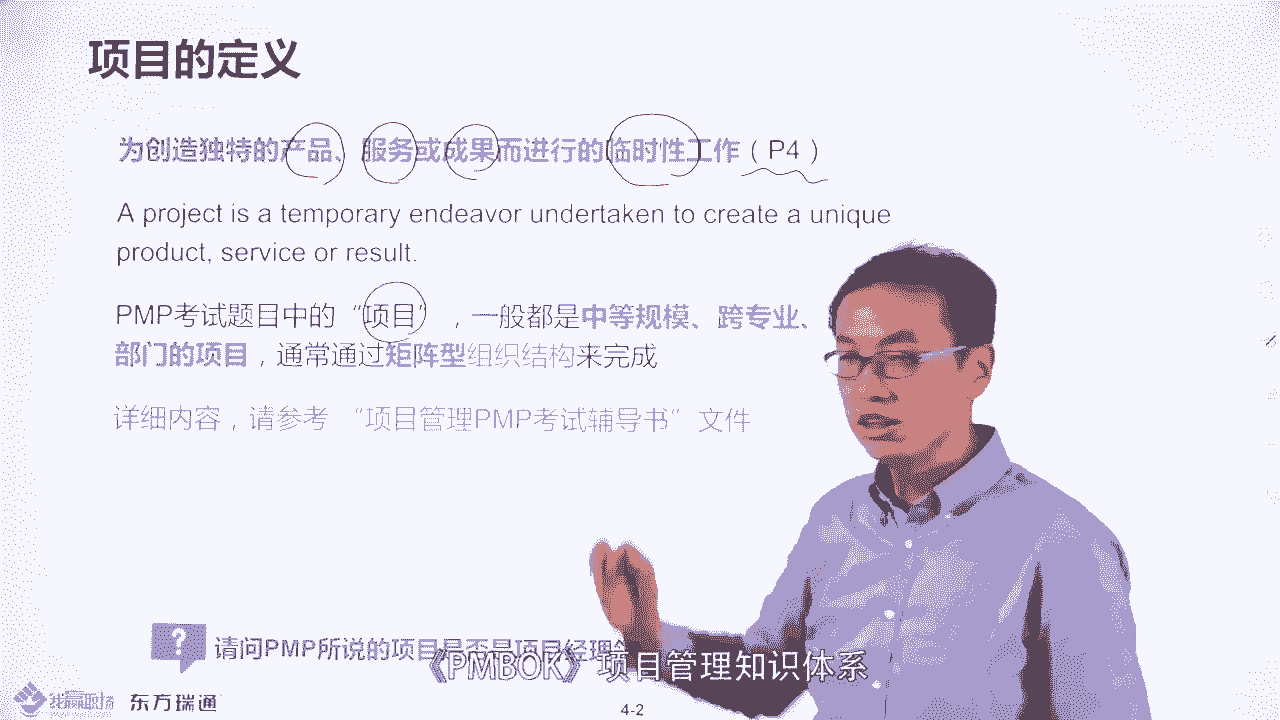 项目的定义
为创造独特的产品、服务或成果而进行的临时性工作（P4）
A project is a temporary endeavor undertaken to create a unique
product, service or result.
PMP考试题目中的“项目”，一般都是中等规模、跨专业、
部门的项目，通常通过矩阵型组织结构来完成
详细内容，请参考 “项目管理PMP考试辅导书” 文件
?
请问PMP所说的项目是否是项目经理
《PMBOK》项目管理知识体系
东方瑞通
4-2